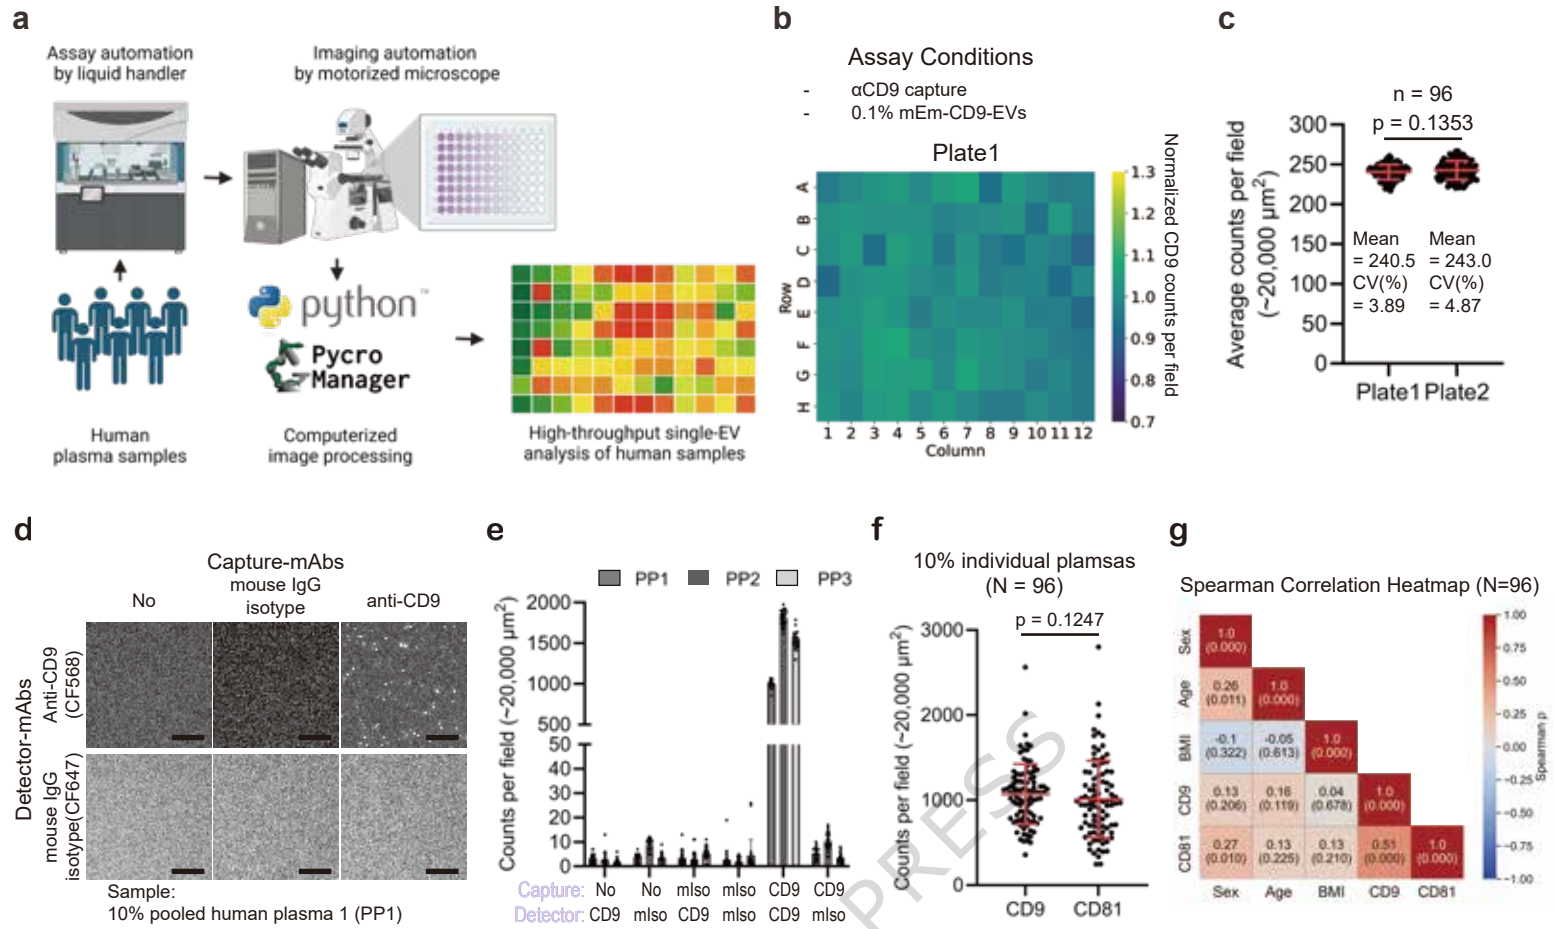 a
Assay automation
by liquid handler
Imaging automation
by motorized microscope
python™
Pycro
Manager
Human
plasma samples
Computerized
image processing
High-throughput single-EV
analysis of human samples
b
Assay Conditions
- αCD9 capture
- 0.1% mEm-CD9-EVs
Plate1
Row
A
B
C
D
E
F
G
H
1 2 3 4 5 6 7 8 9 10 11 12
Column
1.3
1.2
1.1
1.0
0.9
0.8
0.7
Normalized CD9 counts per field
c
n = 96
p = 0.1353
Average counts per field
(~20,000 µm²)
300
250
200
150
100
50
0
Mean
= 240.5
CV(%)
= 3.89
Mean
= 243.0
CV(%)
= 4.87
Plate1 Plate2
d
Capture-mAbs
No
mouse IgG
isotype
anti-CD9
Detector-mAbs
Anti-CD9
(CF568)
mouse IgG
isotype(CF647)
Sample:
10% pooled human plasma 1 (PP1)
e
PP1 PP2 PP3
Counts per field (~20,000 µm²)
2000
1500
1000
500
50
40
30
20
10
0
Capture: No No mIso mIso CD9 CD9
Detector: CD9 mIso CD9 mIso CD9 mIso
f
10% individual plamsas
(N = 96)
p = 0.1247
Counts per field (~20,000 µm²)
3000
2000
1000
0
CD9 CD81
PRESS
g
Spearman Correlation Heatmap (N=96)
Sex
1.0
(0.000)
Age
0.26
(0.011)
1.0
(0.000)
BMI
-0.1
(0.322)
-0.05
(0.613)
1.0
(0.000)
CD9
0.13
(0.206)
0.16
(0.119)
0.04
(0.678)
1.0
(0.000)
CD81
0.27
(0.010)
0.13
(0.225)
0.13
(0.210)
0.51
(0.000)
1.0
(0.000)
Sex Age BMI CD9 CD81
1.00
0.75
0.50
0.25
0.00
-0.25
-0.50
-0.75
-1.00
Spearman ρ